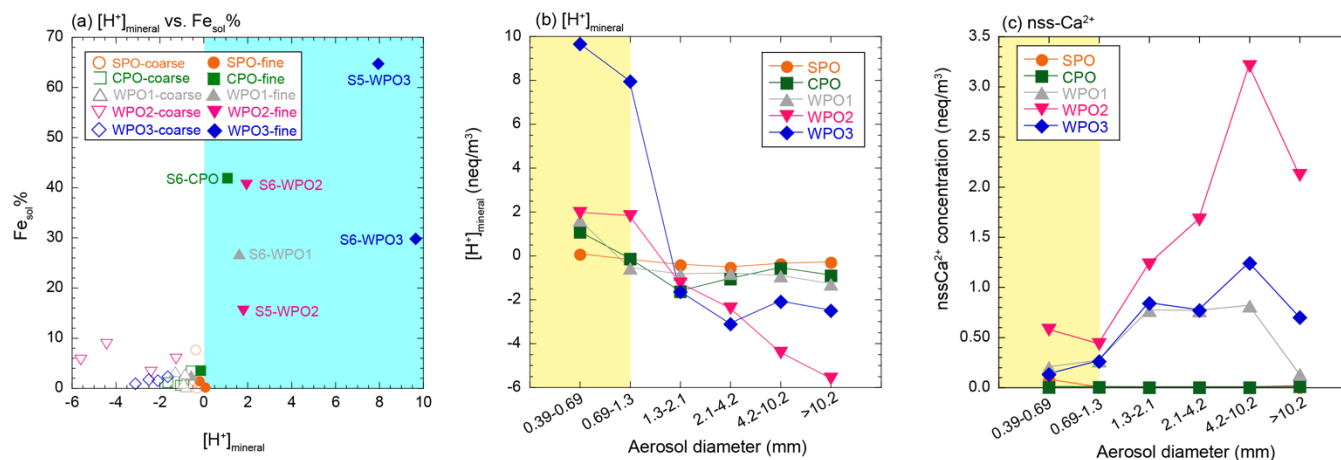 (a) [H⁺]mineral vs. Fesol%
70
60
50
40
30
20
10
0
Fesol%
SPO-coarse SPO-fine
CPO-coarse CPO-fine
WPO1-coarse WPO1-fine
WPO2-coarse WPO2-fine
WPO3-coarse WPO3-fine
S5-WPO3
S6-CPO
S6-WPO2
S6-WPO3
S6-WPO1
S5-WPO2
-6 -4 -2 0 2 4 6 8 10
[H⁺]mineral
(b) [H⁺]mineral
10
8
6
4
2
0
-2
-4
-6
[H⁺]mineral (neq/m³)
SPO
CPO
WPO1
WPO2
WPO3
0.39-0.69 0.69-1.3 1.3-2.1 2.1-4.2 4.2-10.2 >10.2
Aerosol diameter (mm)
(c) nss-Ca²⁺
3.5
3.0
2.5
2.0
1.5
1.0
0.50
0.0
nssCa²⁺ concentration (neq/m³)
SPO
CPO
WPO1
WPO2
WPO3
0.39-0.69 0.69-1.3 1.3-2.1 2.1-4.2 4.2-10.2 >10.2
Aerosol diameter (mm)